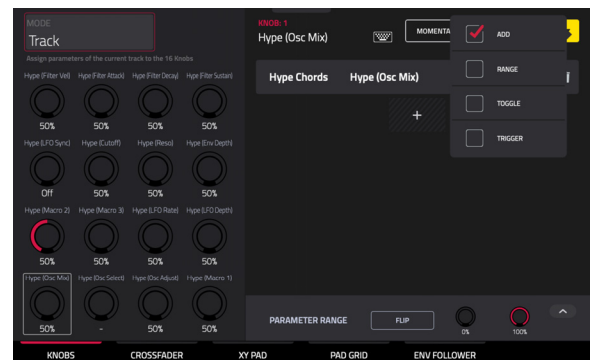 MODE
Track
Assign parameters of the current track to the 16 Knobs
Hype (Filter Vel) Hype (Filter Attack) Hype (Filter Decay) Hype (Filter Sustain)
50% 50% 50% 50%
Hype (LFO Sync) Hype (Cutoff) Hype (Reso) Hype (Env Depth)
Off 50% 50% 50%
Hype (Macro 2) Hype (Macro 3) Hype (LFO Rate) Hype (LFO Depth)
50% 50% 50% 50%
Hype (Osc Mix) Hype (Osc Select) Hype (Osc Adjust) Hype (Macro 1)
50% - 50% 50%
KNOB: 1
Hype (Osc Mix)
MOMENTA
ADD
RANGE
TOGGLE
TRIGGER
Hype Chords Hype (Osc Mix)
+
PARAMETER RANGE FLIP 0% 100%
KNOBS CROSSFADER XY PAD PAD GRID ENV FOLLOWER